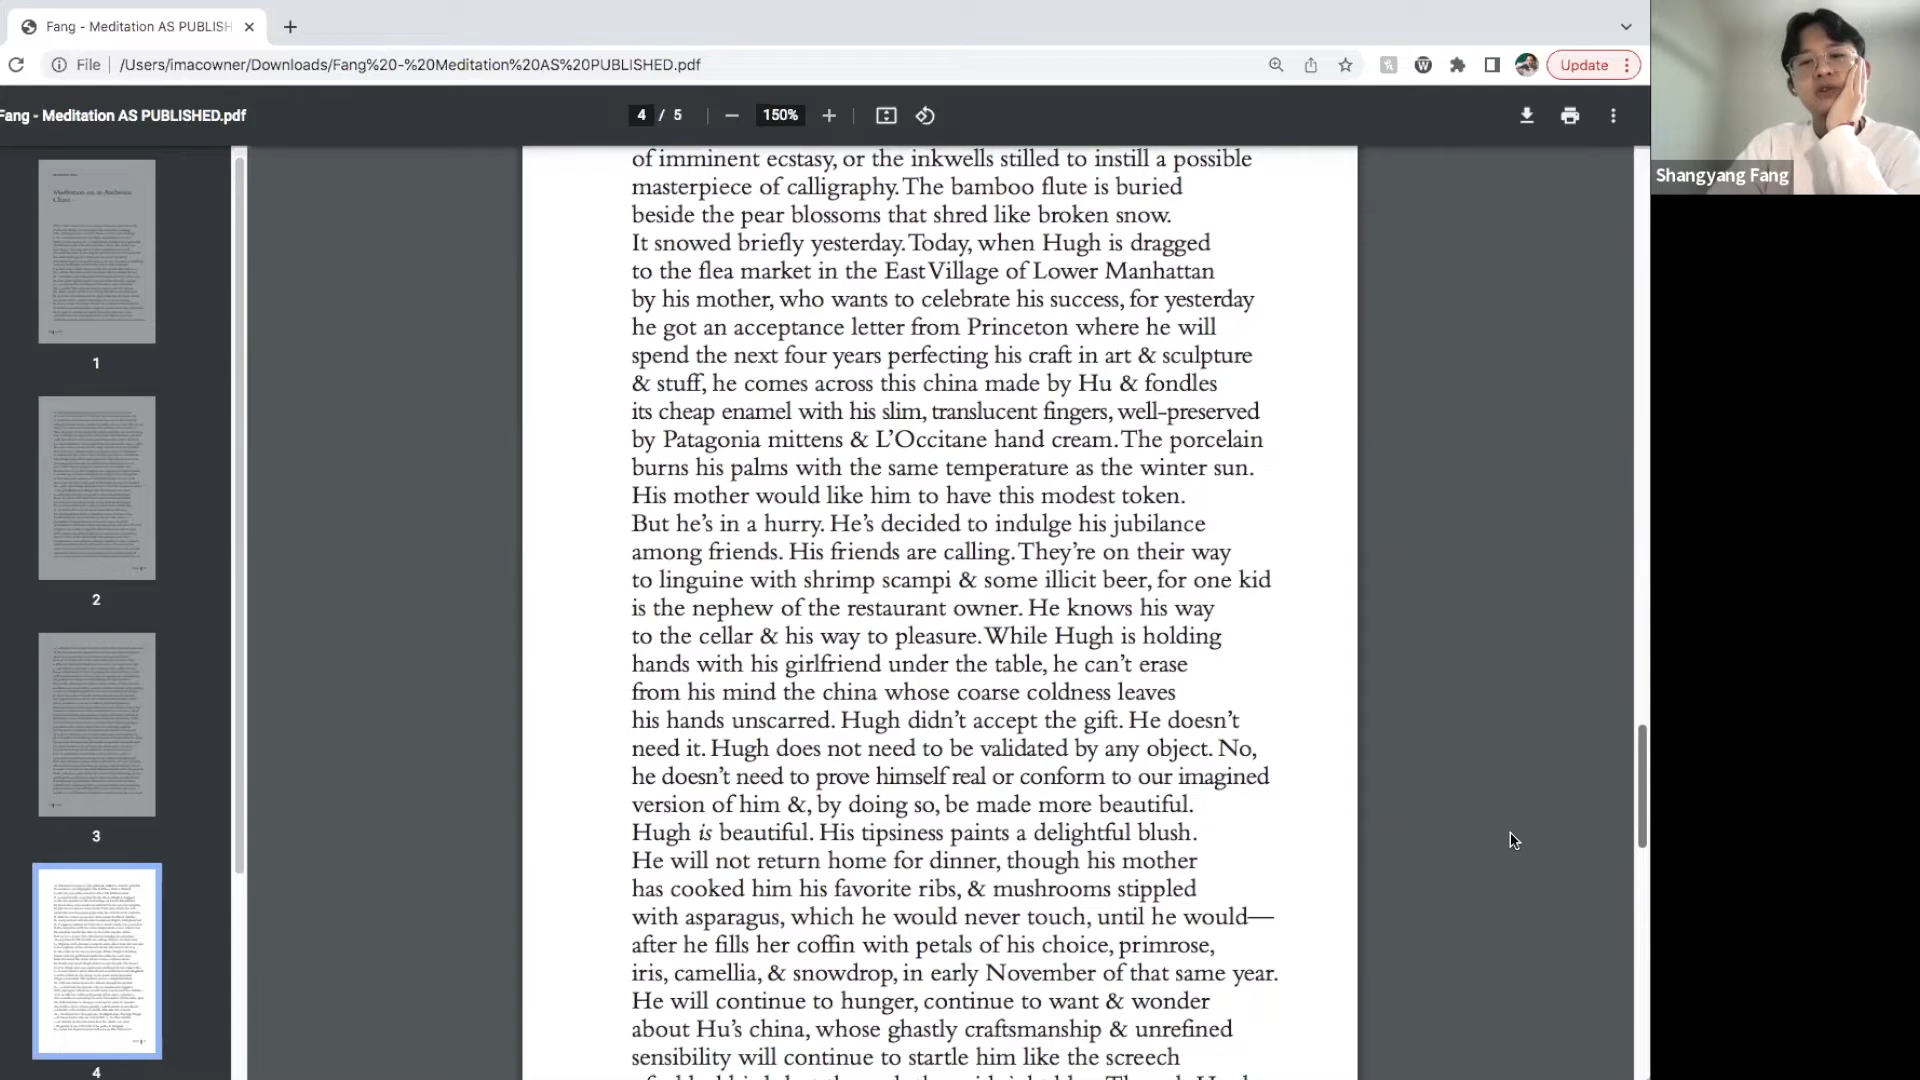 Fang - Meditation AS PUBLISH
File
/Users/imacowner/Downloads/Fang%20-%20Meditation%20AS%20PUBLISHED.pdf
Update
Fang - Meditation AS PUBLISHED.pdf
4 / 5
150%
1
2
3
4
of imminent ecstasy, or the inkwells stilled to instill a possible
masterpiece of calligraphy. The bamboo flute is buried
beside the pear blossoms that shred like broken snow.
It snowed briefly yesterday. Today, when Hugh is dragged
to the flea market in the East Village of Lower Manhattan
by his mother, who wants to celebrate his success, for yesterday
he got an acceptance letter from Princeton where he will
spend the next four years perfecting his craft in art & sculpture
& stuff, he comes across this china made by Hu & fondles
its cheap enamel with his slim, translucent fingers, well-preserved
by Patagonia mittens & L’Occitane hand cream. The porcelain
burns his palms with the same temperature as the winter sun.
His mother would like him to have this modest token.
But he’s in a hurry. He’s decided to indulge his jubilance
among friends. His friends are calling. They’re on their way
to linguine with shrimp scampi & some illicit beer, for one kid
is the nephew of the restaurant owner. He knows his way
to the cellar & his way to pleasure. While Hugh is holding
hands with his girlfriend under the table, he can’t erase
from his mind the china whose coarse coldness leaves
his hands unscarred. Hugh didn’t accept the gift. He doesn’t
need it. Hugh does not need to be validated by any object. No,
he doesn’t need to prove himself real or conform to our imagined
version of him &, by doing so, be made more beautiful.
Hugh is beautiful. His tipsiness paints a delightful blush.
He will not return home for dinner, though his mother
has cooked him his favorite ribs, & mushrooms stippled
with asparagus, which he would never touch, until he would—
after he fills her coffin with petals of his choice, primrose,
iris, camellia, & snowdrop, in early November of that same year.
He will continue to hunger, continue to want & wonder
about Hu’s china, whose ghastly craftsmanship & unrefined
sensibility will continue to startle him like the screech
Shangyang Fang